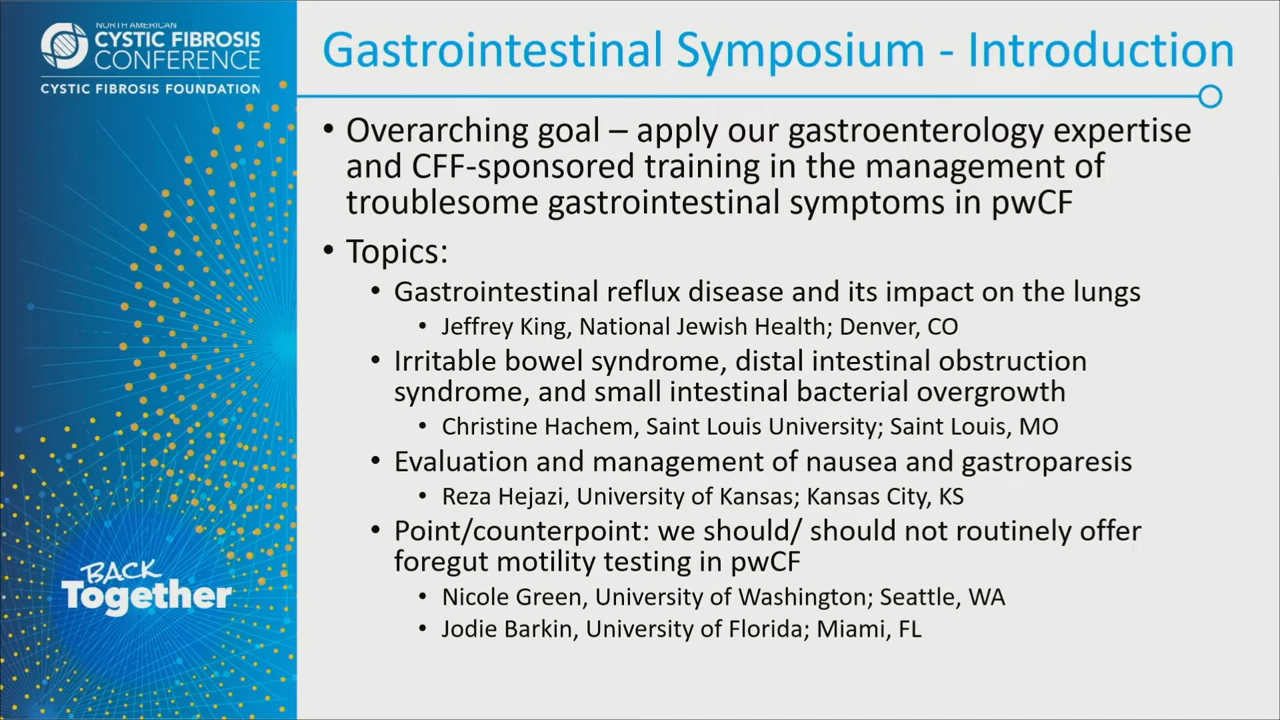 NORTH AMERICAN
CYSTIC FIBROSIS
CONFERENCE
CYSTIC FIBROSIS FOUNDATION
Gastrointestinal Symposium - Introduction
• Overarching goal – apply our gastroenterology expertise
and CFF-sponsored training in the management of
troublesome gastrointestinal symptoms in pwCF
• Topics:
• Gastrointestinal reflux disease and its impact on the lungs
• Jeffrey King, National Jewish Health; Denver, CO
• Irritable bowel syndrome, distal intestinal obstruction
syndrome, and small intestinal bacterial overgrowth
• Christine Hachem, Saint Louis University; Saint Louis, MO
• Evaluation and management of nausea and gastroparesis
• Reza Hejazi, University of Kansas; Kansas City, KS
• Point/counterpoint: we should/ should not routinely offer
foregut motility testing in pwCF
• Nicole Green, University of Washington; Seattle, WA
• Jodie Barkin, University of Florida; Miami, FL
BACK
Together